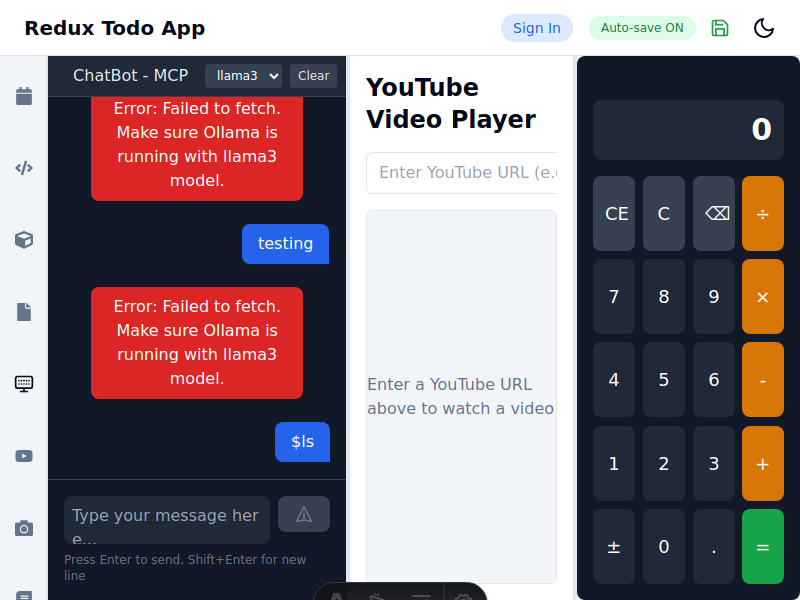 Redux Todo App
Sign In
Auto-save ON
ChatBot - MCP
llama3
Clear
Error: Failed to fetch.
Make sure Ollama is
running with llama3
model.
testing
Error: Failed to fetch.
Make sure Ollama is
running with llama3
model.
$ls
Type your message her
e...
Press Enter to send, Shift+Enter for new
line
YouTube
Video Player
Enter YouTube URL (e.
Enter a YouTube URL
above to watch a video
0
CE
C
⌫
÷
7
8
9
×
4
5
6
-
1
2
3
+
±
0
.
=